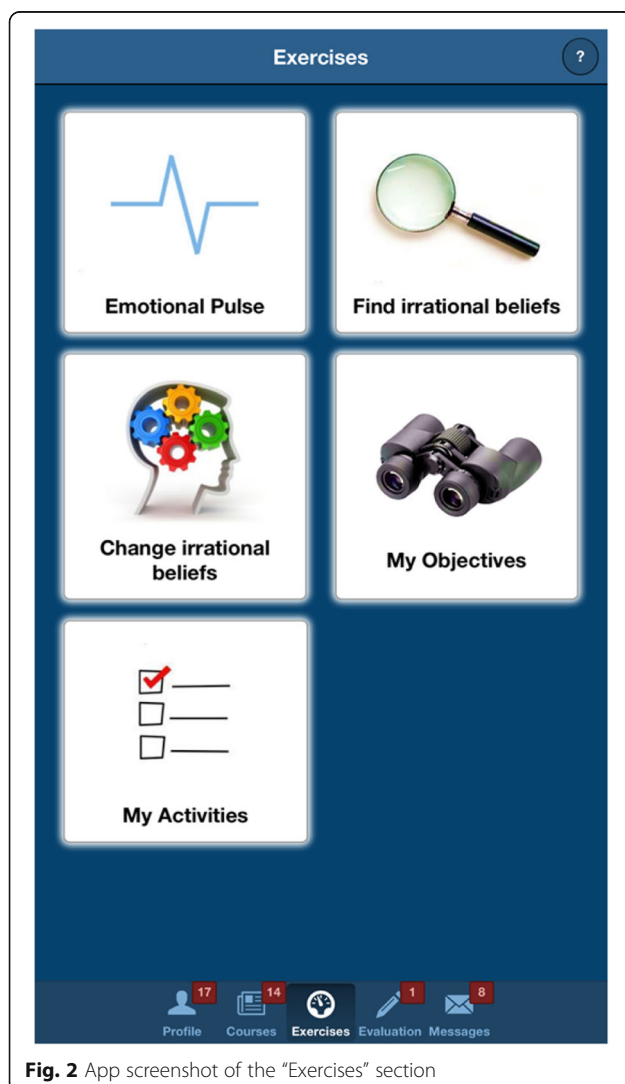 Exercises
?
Emotional Pulse
Find irrational beliefs
Change irrational
beliefs
My Objectives
My Activities
17
14
1
8
Profile
Courses
Exercises
Evaluation
Messages
Fig. 2 App screenshot of the “Exercises” section